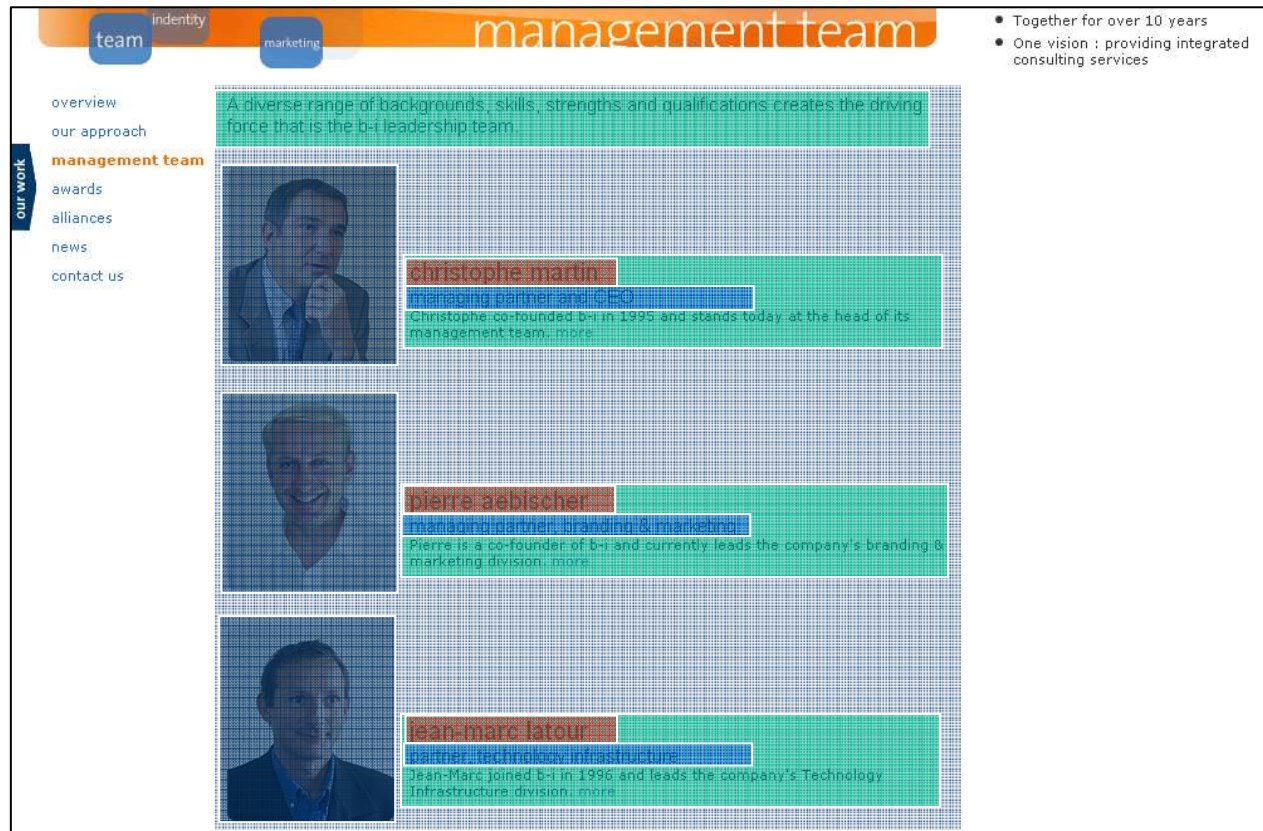 indentity
team
marketing
management team
Together for over 10 years
One vision : providing integrated
consulting services
overview
our approach
management team
awards
alliances
news
contact us
our work
A diverse range of backgrounds, skills, strengths and qualifications creates the driving
force that is the b-i leadership team.
christophe martin
managing partner and CEO
Christophe co-founded b-i in 1995 and stands today at the head of its
management team. more
pierre aebischer
managing partner, branding & marketing
Pierre is a co-founder of b-i and currently leads the company's branding &
marketing division. more
jean-marc latour
partner, technology infrastructure
Jean-Marc joined b-i in 1996 and leads the company's Technology
Infrastructure division. more